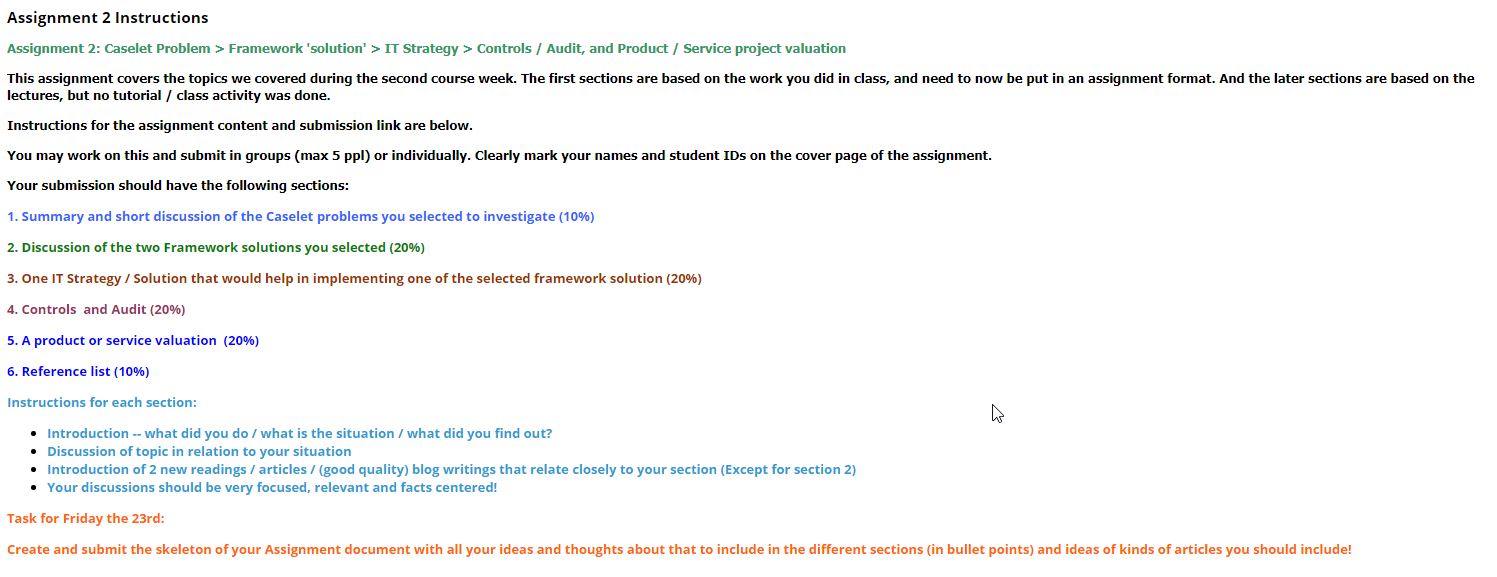 Assignment 2 Instructions
Assignment 2: Caselet Problem > Framework 'solution' > IT Strategy > Controls / Audit, and Product / Service project valuation
This assignment covers the topics we covered during the second course week. The first sections are based on the work you did in class, and need to now be put in an assignment format. And the later sections are based on the
lectures, but no tutorial / class activity was done.
Instructions for the assignment content and submission link are below.
You may work on this and submit in groups (max 5 ppl) or individually. Clearly mark your names and student IDs on the cover page of the assignment.
Your submission should have the following sections:
1. Summary and short discussion of the Caselet problems you selected to investigate (10%)
2. Discussion of the two Framework solutions you selected (20%)
3. One IT Strategy / Solution that would help in implementing one of the selected framework solution (20%)
4. Controls and Audit (20%)
5. A product or service valuation (20%)
6. Reference list (10%)
Instructions for each section:
• Introduction -- what did you do / what is the situation / what did you find out?
• Discussion of topic in relation to your situation
• Introduction of 2 new readings / articles / (good quality) blog writings that relate closely to your section (Except for section 2)
• Your discussions should be very focused, relevant and facts centered!
Task for Friday the 23rd:
Create and submit the skeleton of your Assignment document with all your ideas and thoughts about that to include in the different sections (in bullet points) and ideas of kinds of articles you should include!